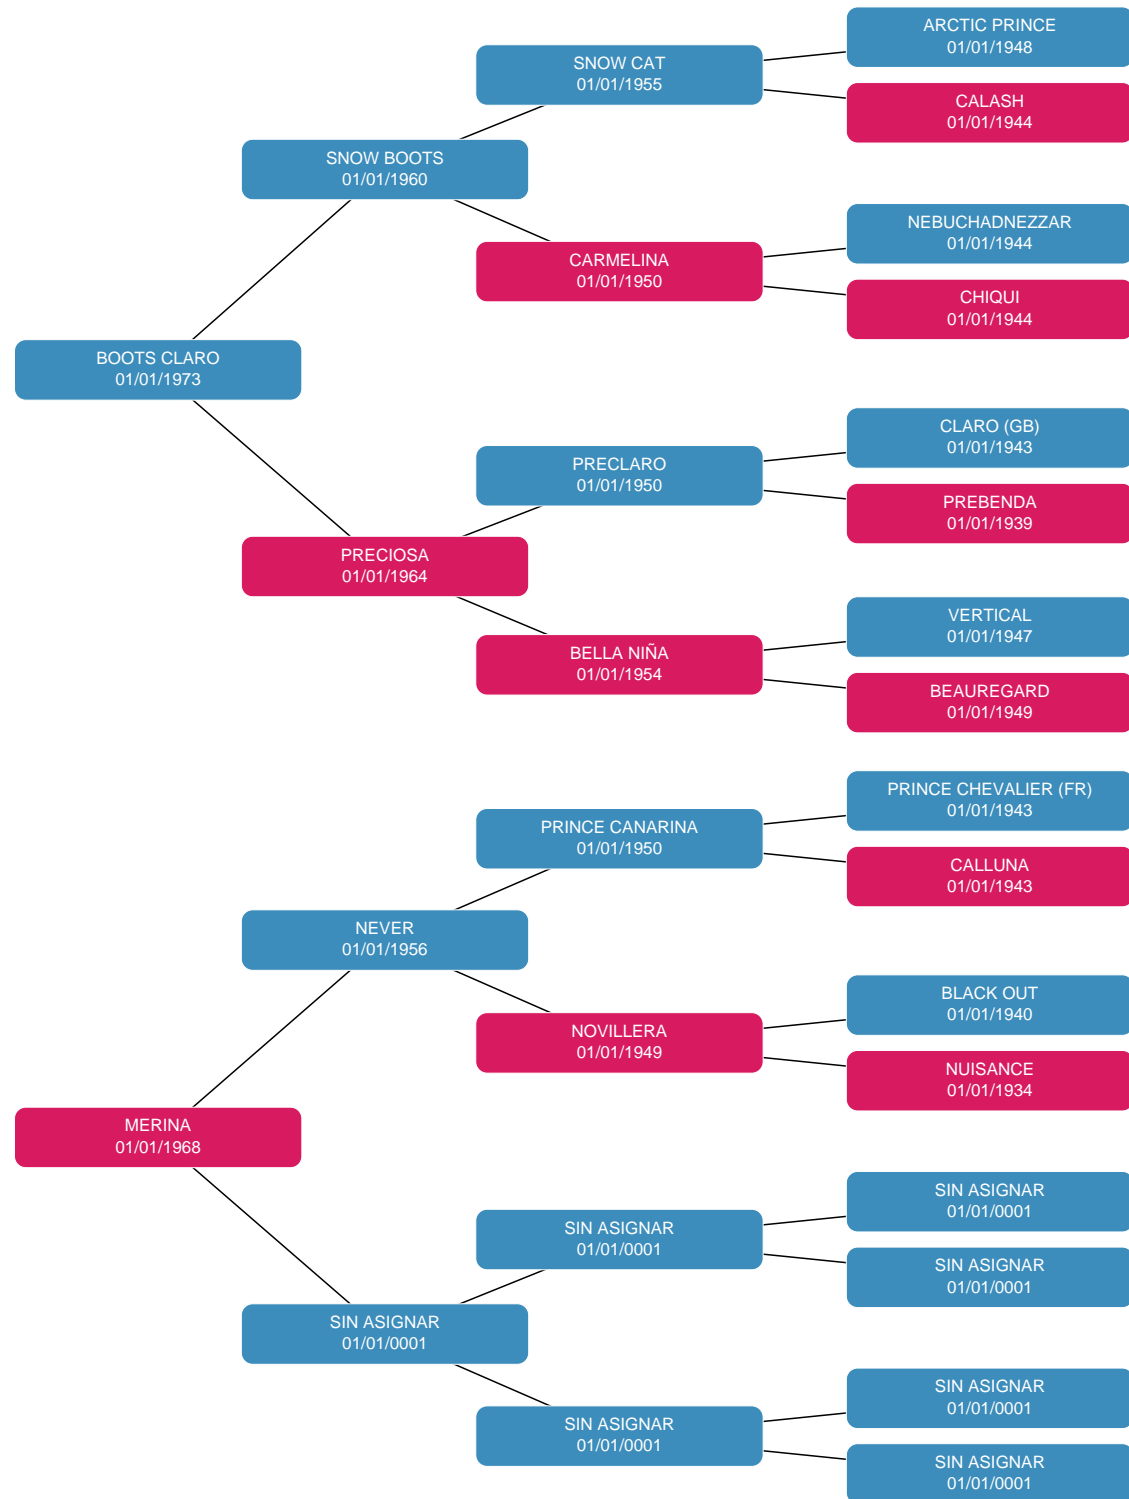 ARCTIC PRINCE
01/01/1948
SNOW CAT
01/01/1955
CALASH
01/01/1944
SNOW BOOTS
01/01/1960
NEBUCHADNEZZAR
01/01/1944
CARMELINA
01/01/1950
CHIQUI
01/01/1944
BOOTS CLARO
01/01/1973
CLARO (GB)
01/01/1943
PRECLARO
01/01/1950
PREBENDA
01/01/1939
PRECIOSA
01/01/1964
VERTICAL
01/01/1947
BELLA NIÑA
01/01/1954
BEAUREGARD
01/01/1949
PRINCE CHEVALIER (FR)
01/01/1943
PRINCE CANARINA
01/01/1950
CALLUNA
01/01/1943
NEVER
01/01/1956
BLACK OUT
01/01/1940
NOVILLERA
01/01/1949
NUISANCE
01/01/1934
MERINA
01/01/1968
SIN ASIGNAR
01/01/0001
SIN ASIGNAR
01/01/0001
SIN ASIGNAR
01/01/0001
SIN ASIGNAR
01/01/0001
SIN ASIGNAR
01/01/0001
SIN ASIGNAR
01/01/0001
SIN ASIGNAR
01/01/0001